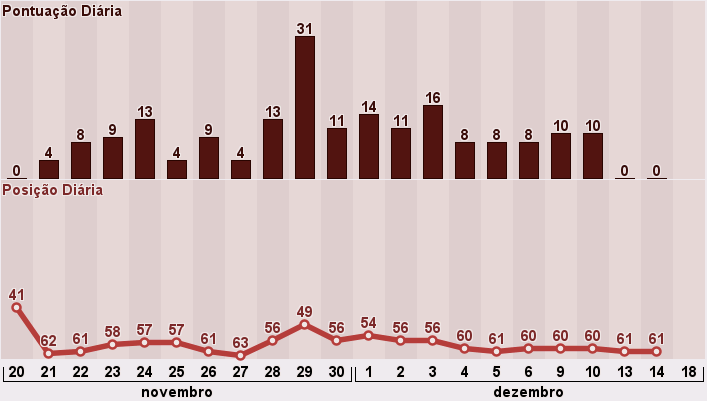 Pontuação Diária
0 4 8 9 13 4 9 4 13 31 11 14 11 16 8 8 8 10 10 0 0
Posição Diária
41 62 61 58 57 57 61 63 56 49 56 54 56 56 60 61 60 60 60 61 61
20 21 22 23 24 25 26 27 28 29 30 1 2 3 4 5 6 9 10 13 14 18
novembro dezembro